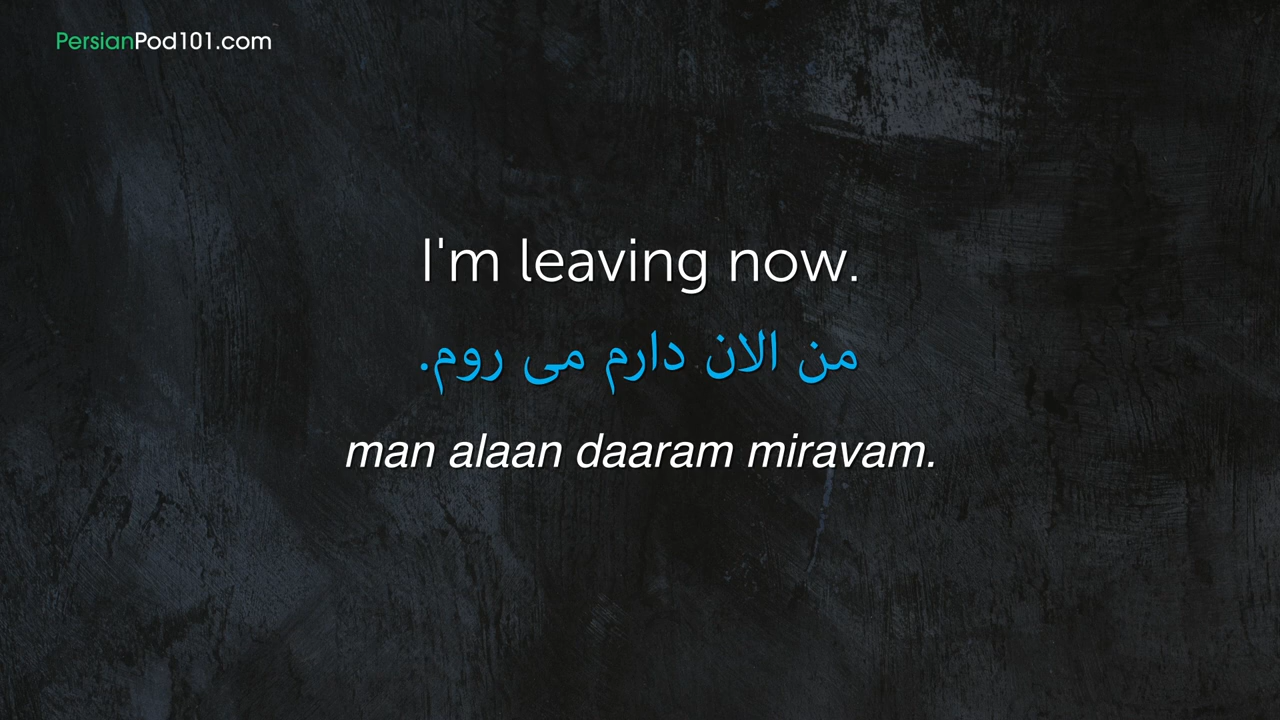 PersianPod101.com
I'm leaving now.
من الان دارم می روم.
man alaan daaram miravam.